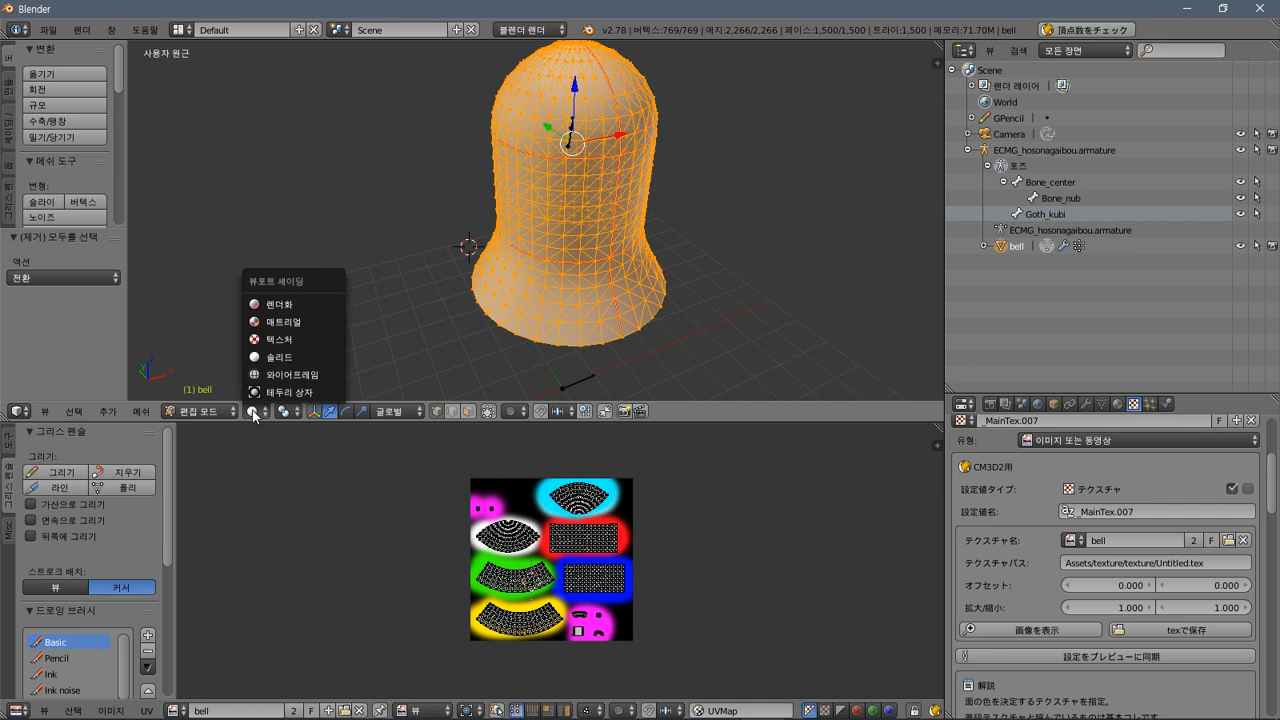 Blender
파일 렌더 창 도움말 Default Scene 블렌더 렌더 v2.78 | 버텍스:769/769 | 에지:2,266/2,266 | 페이스:1,500/1,500 | 트라이:1,500 | 메모리:71.70M | bell 頂点数をチェック
변환
옮기기
회전
규모
수축/팽창
밀기/당기기
메쉬 도구
변형:
슬라이 버텍스
노이즈
(제거) 모두를 선택
액션
전환
사용자 원근
(1) bell
뷰포트 셰이딩
렌더화
매트리얼
텍스처
솔리드
와이어프레임
테두리 상자
뷰 선택 추가 메쉬 편집 모드 글로벌
뷰 검색 모든 장면
Scene
렌더 레이어
World
GPencil
Camera
ECMG_hosonagaibou.armature
포즈
Bone_center
Bone_nub
Goth_kubi
ECMG_hosonagaibou.armature
bell
그리스 펜슬
그리기:
그리기 지우기
라인 폴리
가산으로 그리기
연속으로 그리기
뒤쪽에 그리기
스트로크 배치:
뷰 커서
드로잉 브러시
Basic
Pencil
Ink
Ink noise
Misc
뷰 선택 이미지 UV bell 2 F 뷰 UVMap
_MainTex.007 F
유형: 이미지 또는 동영상
CM3D2用
設定値タイプ: テクスチャ
設定値名: _MainTex.007
テクスチャ名: bell 2 F
テクスチャパス: Assets/texture/texture/Untitled.tex
オフセット: 0.000 0.000
拡大/縮小: 1.000 1.000
画像を表示 texで保存
設定をプレビューに同期
解説
面の色を決定するテクスチャを指定。